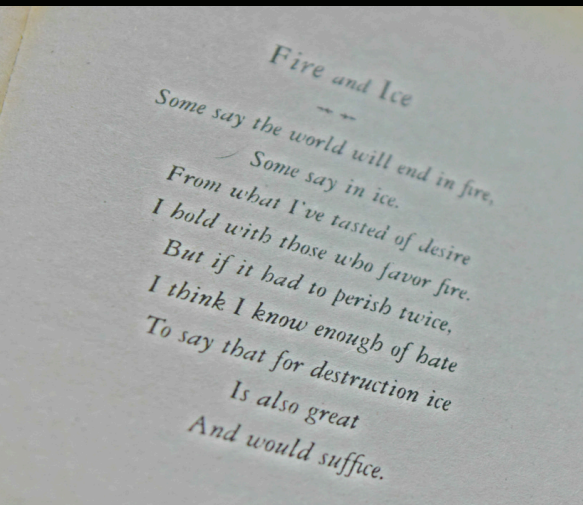 Fire and Ice
Some say the world will end in fire,
Some say in ice.
From what I've tasted of desire
I hold with those who favor fire.
But if it had to perish twice,
I think I know enough of hate
To say that for destruction ice
Is also great
And would suffice.